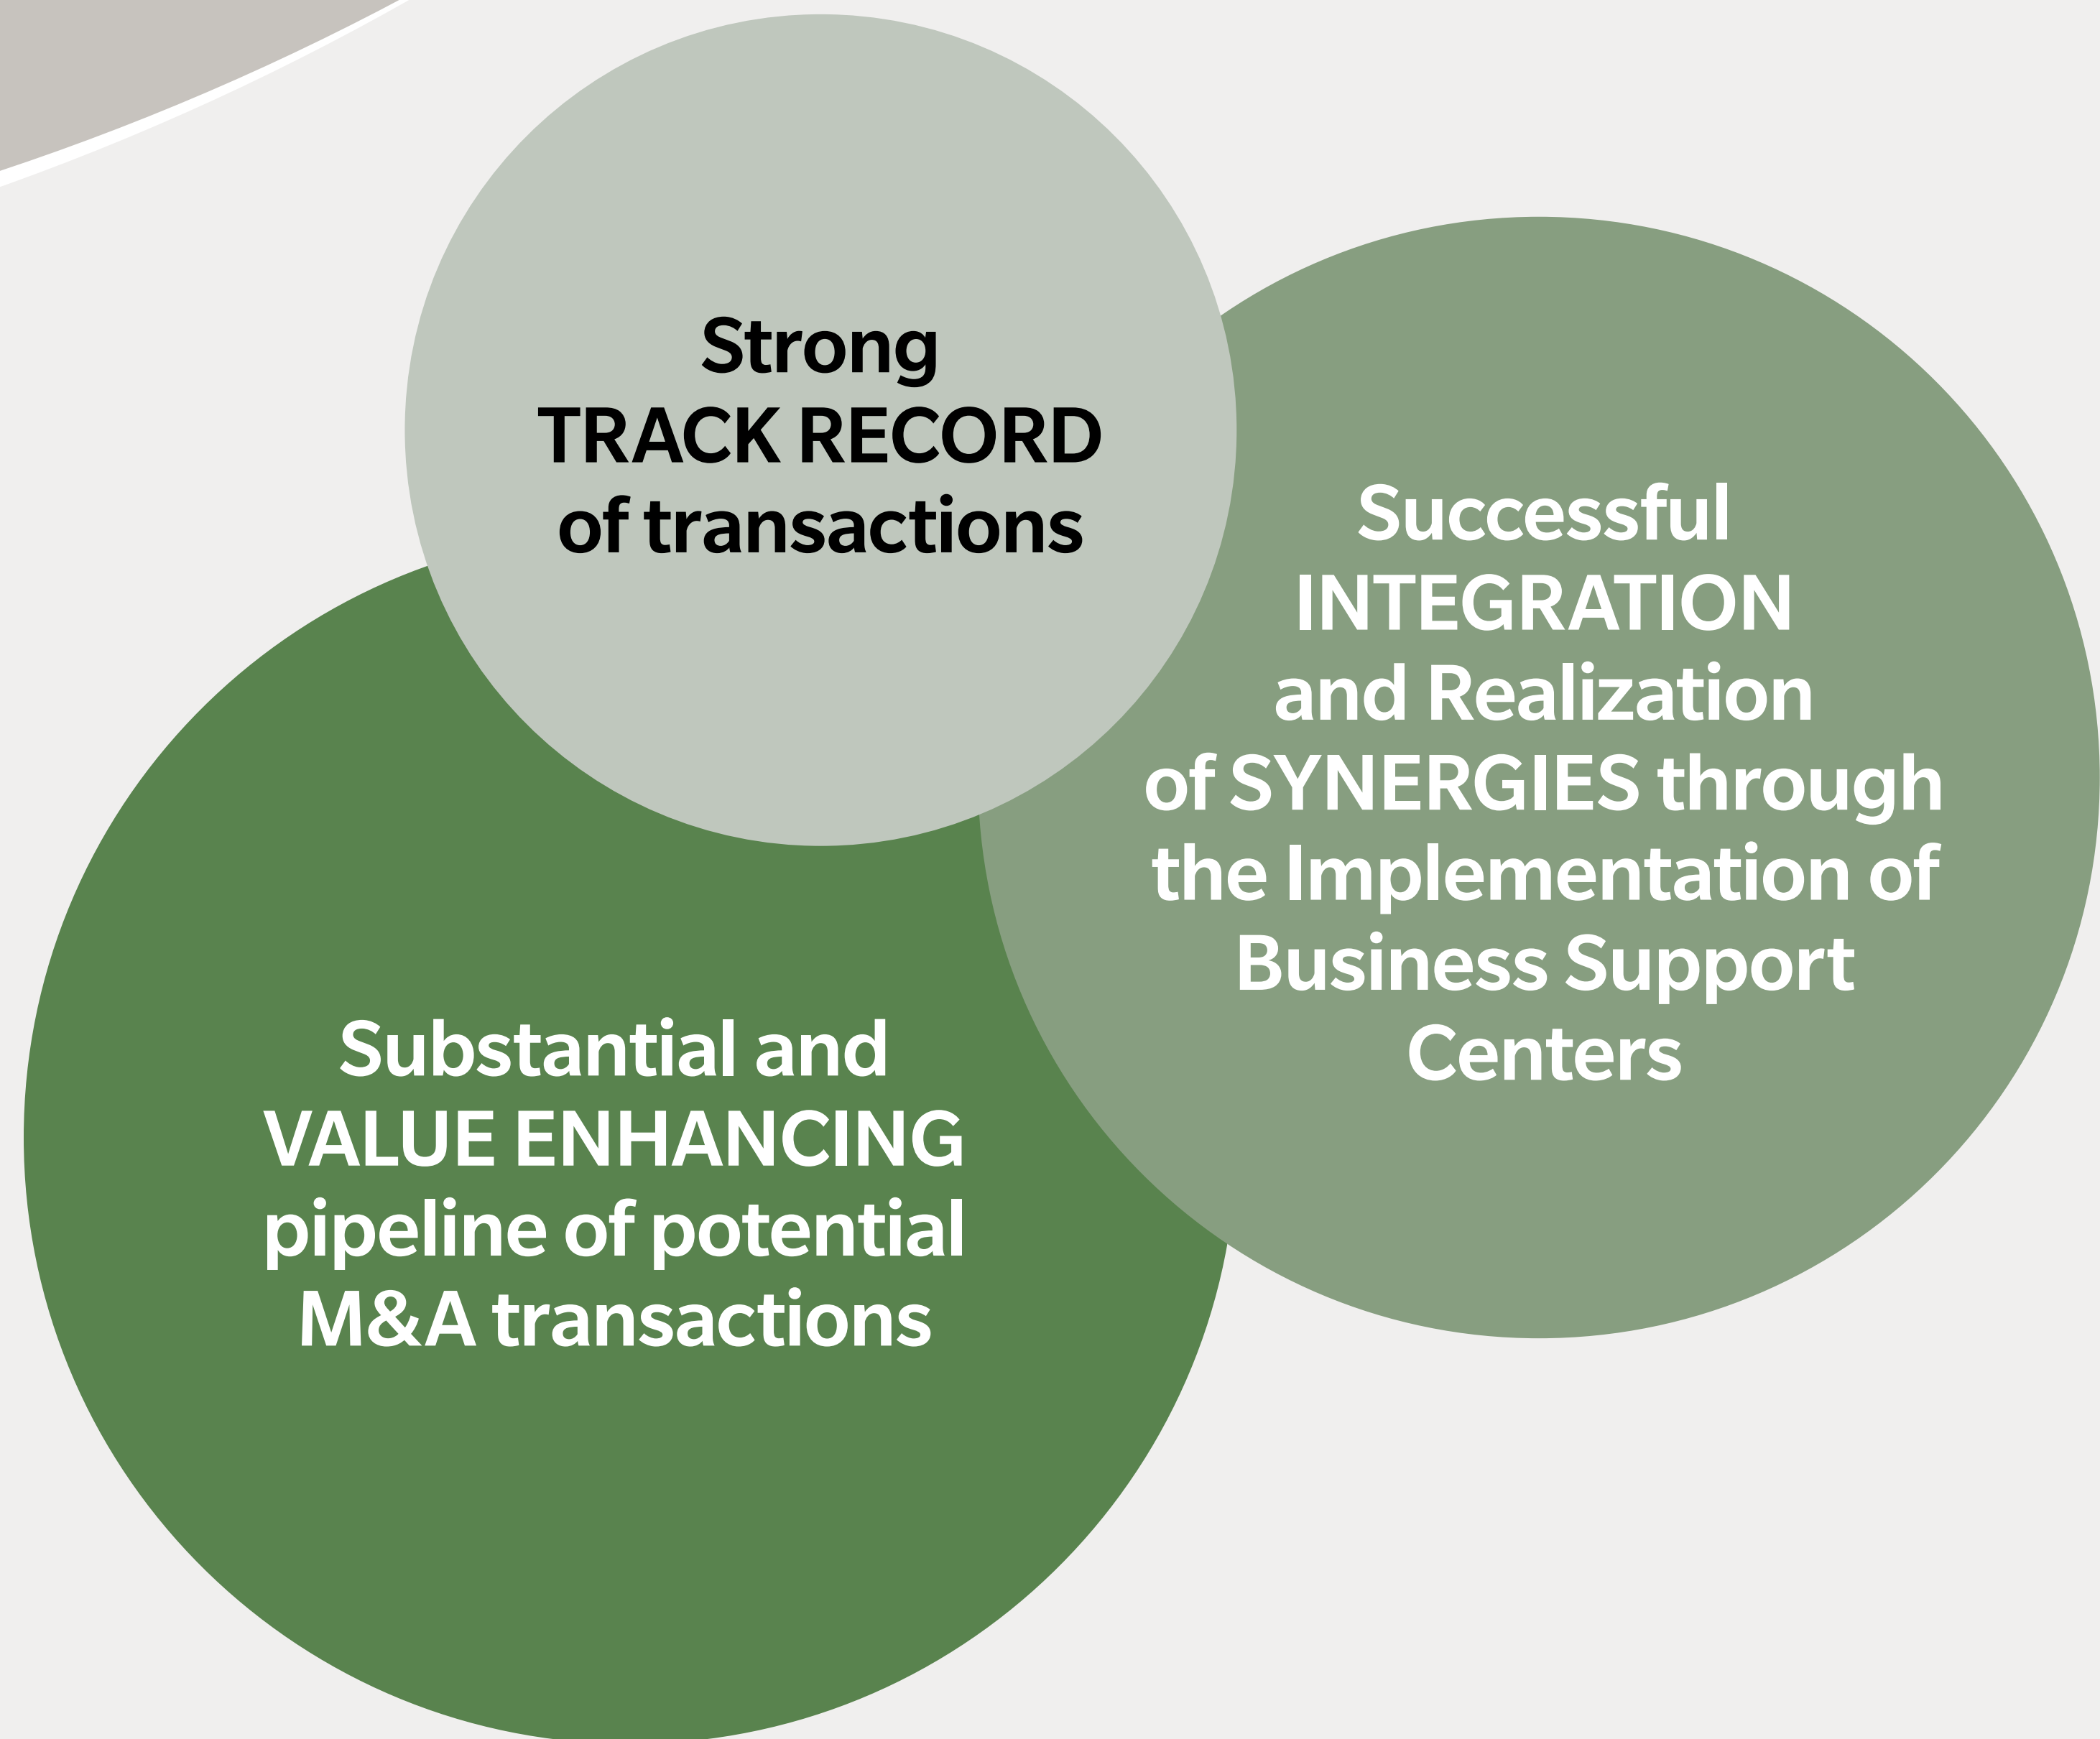 Strong
TRACK RECORD
of transactions
Successful
INTEGRATION
and Realization
of SYNERGIES through
the Implementation of
Business Support
Centers
Substantial and
VALUE ENHANCING
pipeline of potential
M&A transactions